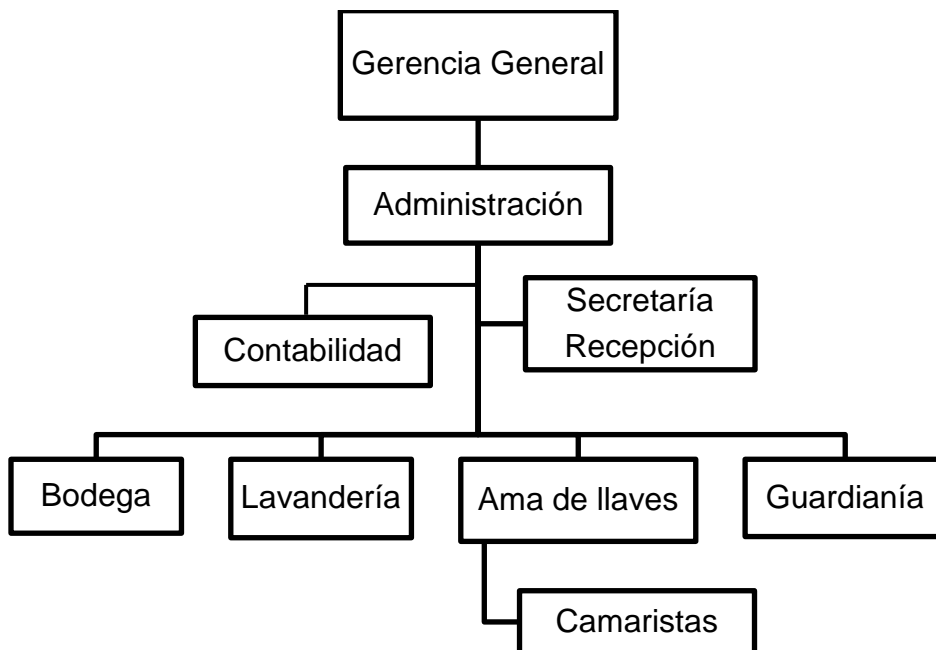 Gerencia General
Administración
Secretaría
Recepción
Contabilidad
Bodega
Lavandería
Ama de llaves
Guardianía
Camaristas